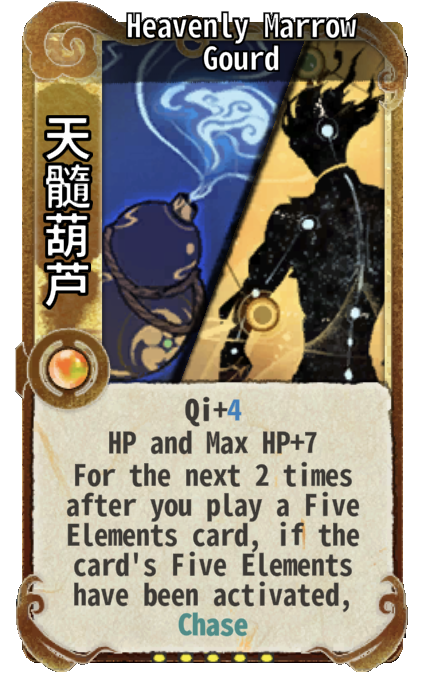 Heavenly Marrow
Gourd
天髓葫芦
Qi+4
HP and Max HP+7
For the next 2 times
after you play a Five
Elements card, if the
card's Five Elements
have been activated,
Chase